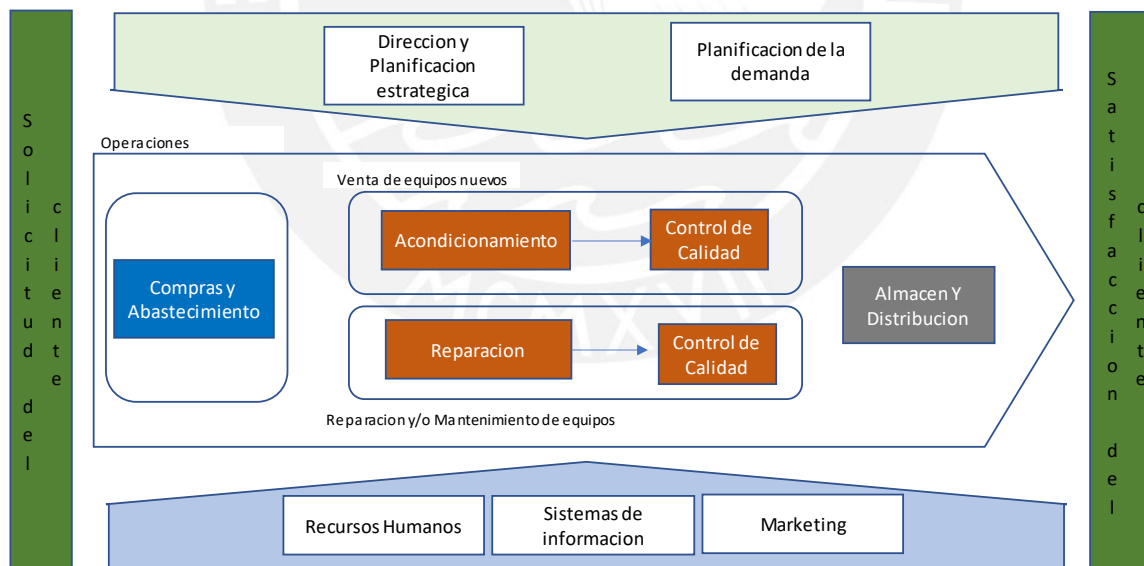 Solicitud del
cliente
Direccion y
Planificacion
estrategica
Planificacion de la
demanda
Operaciones
Venta de equipos nuevos
Acondicionamiento
Control de
Calidad
Compras y
Abastecimiento
Reparacion
Control de
Calidad
Almacen Y
Distribucion
Reparacion y/o Mantenimiento de equipos
Recursos Humanos
Sistemas de
informacion
Marketing
Satisfaccion del
cliente
MCMXVII